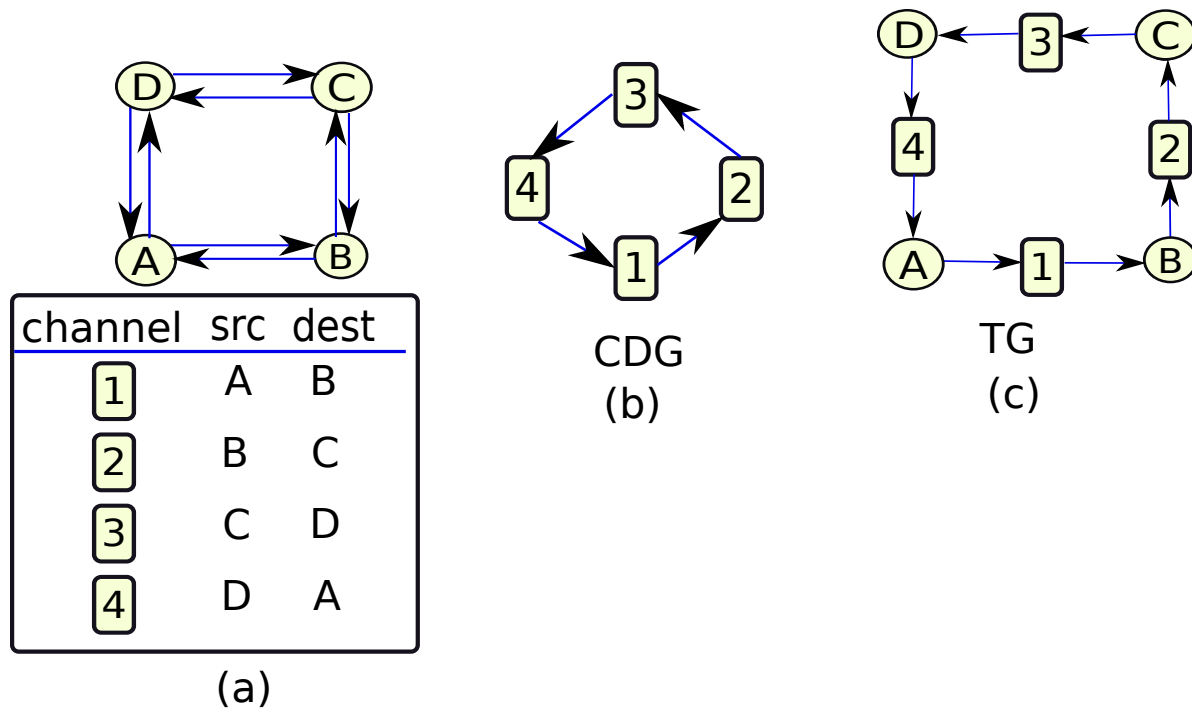 D C
A B
channel src dest
1 A B
2 B C
3 C D
4 D A
(a)
3
4 2
1
CDG
(b)
D 3 C
4 2
A 1 B
TG
(c)